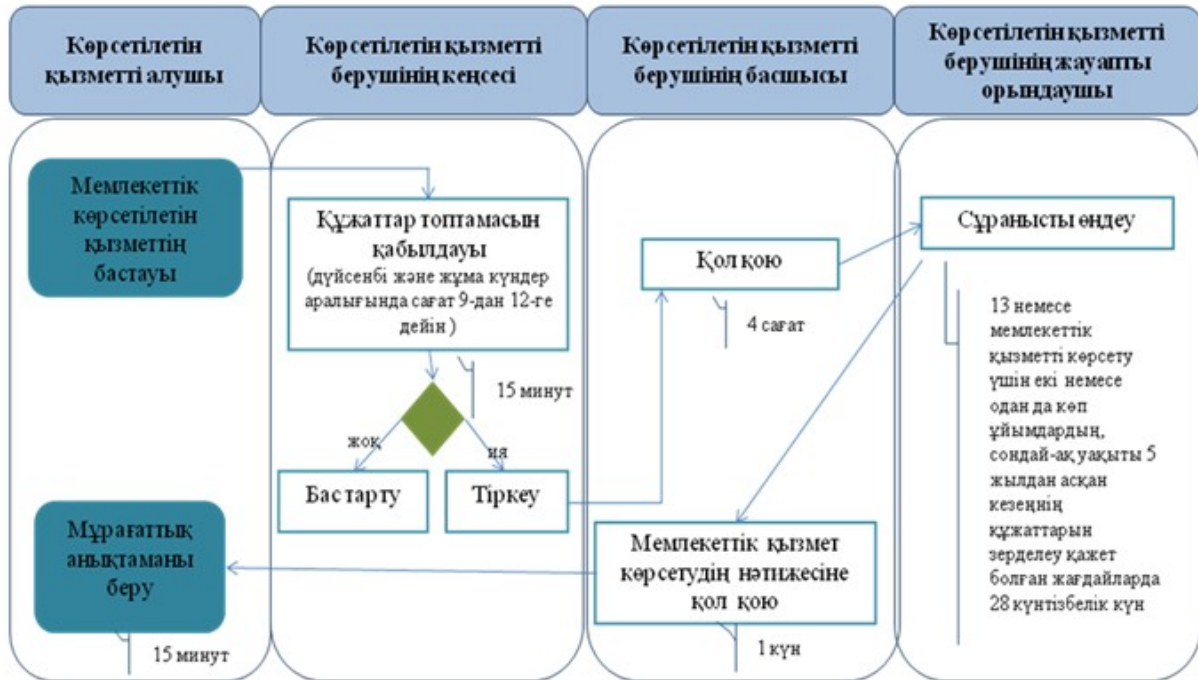 Көрсетілетін
қызметті алушы
Көрсетілетін қызметті
берушінің кеңсесі
Көрсетілетін қызметті
берушінің басшысы
Көрсетілетін қызметті
берушінің жауапты
орындаушы
Мемлекеттік
көрсетілетін
қызметтің
бастауы
Құжаттар топтамасын
қабылдауы
(дүйсенбі және жұма күндер
аралығында сағат 9-дан 12-ге
дейін )
15 минут
жоқ
ия
Бас тарту
Тіркеу
Қол қою
4 сағат
Сұранысты өңдеу
13 немесе
мемлекеттік
қызметті көрсету
үшін екі немесе
одан да көп
ұйымдардың,
сондай-ақ уақыты 5
жылдан асқан
кезеңнің
құжаттарын
зерделеу қажет
болған жағдайларда
28 күнтізбелік күн
Мемлекеттік қызмет
көрсетудің нәтижесіне
қол қою
1 күн
Мұрағаттық
анықтаманы
беру
15 минут